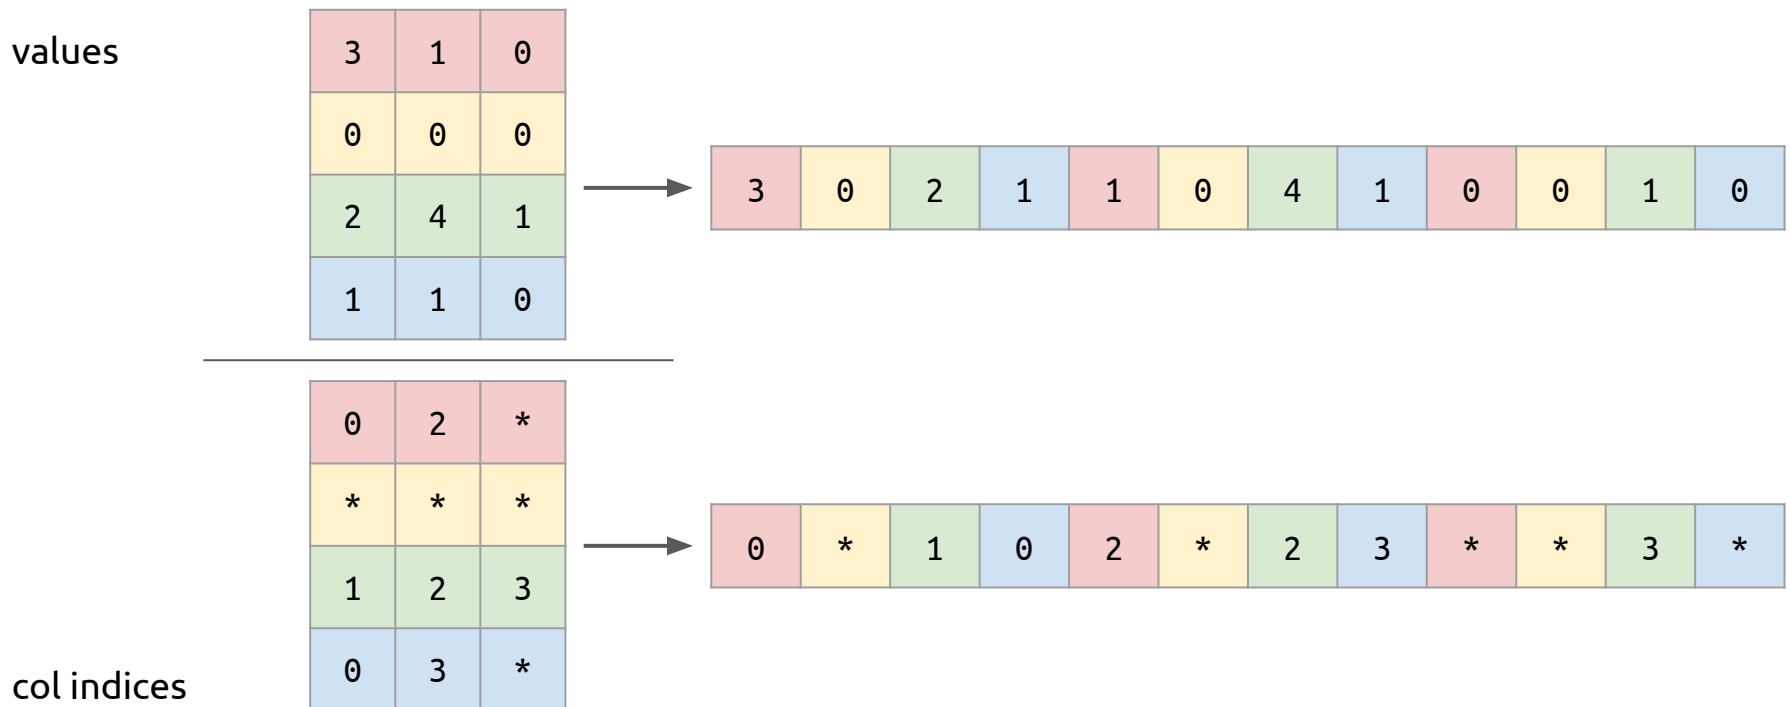 values
3 1 0
0 0 0
2 4 1
1 1 0
3 0 2 1 1 0 4 1 0 0 1 0
0 2 *
* * *
1 2 3
0 3 *
0 * 1 0 2 * 2 3 * * 3 *
col indices